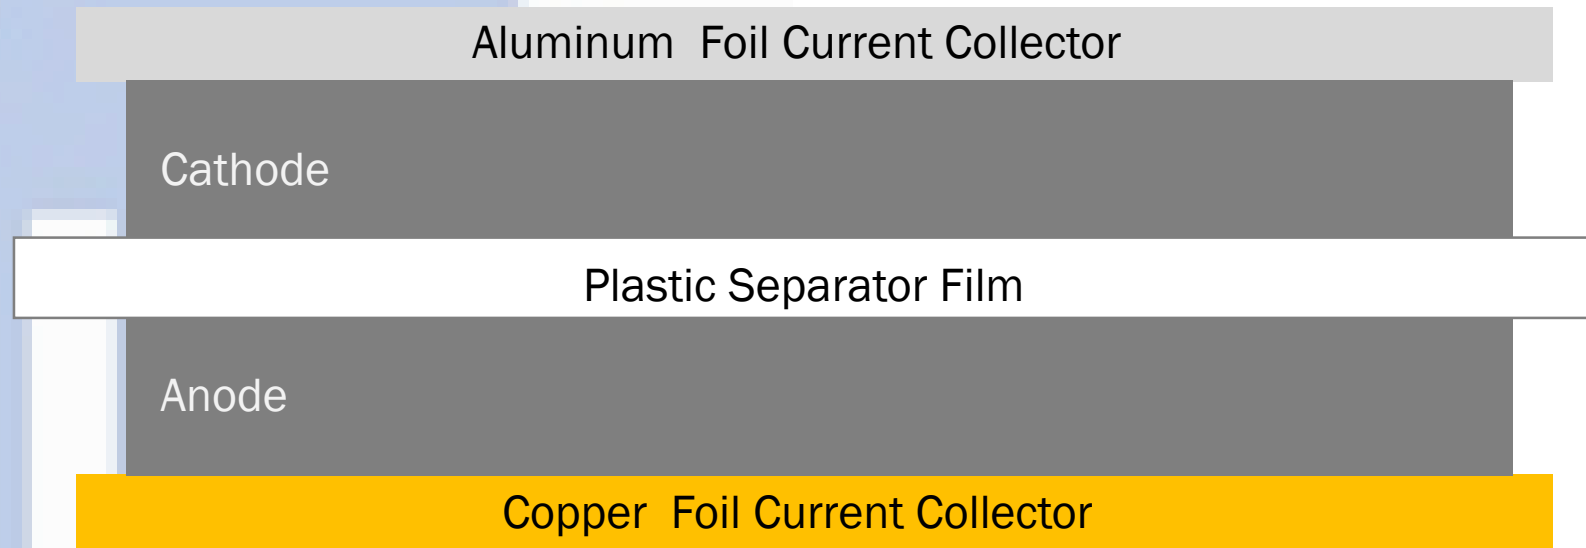 Aluminum  Foil Current Collector
Cathode
Plastic Separator Film
Anode
Copper  Foil Current Collector